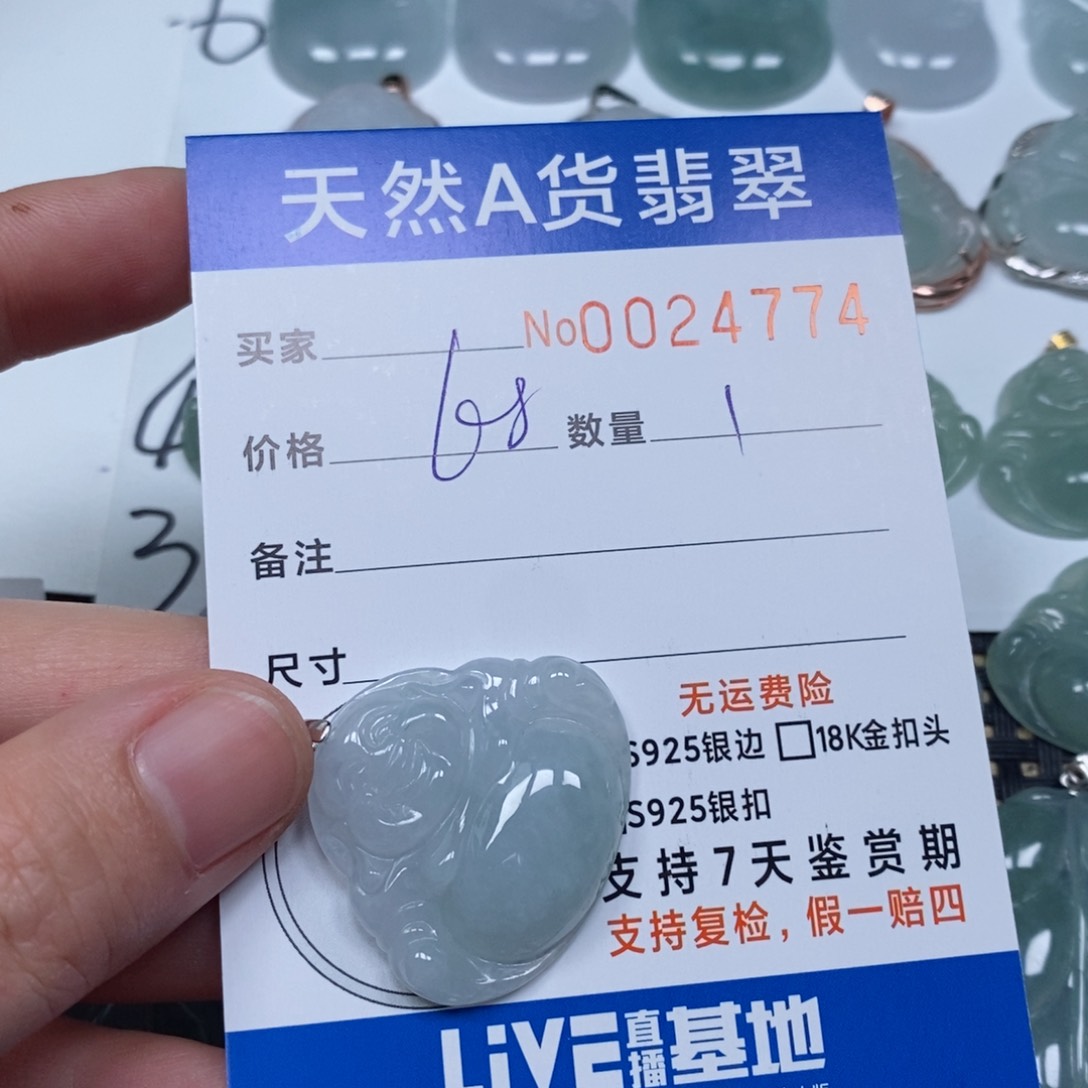 6
天然A货翡翠
买家 No0024774
价格 68 数量 1
4
备注
3
尺寸
无运费险
S925银边 □18K金扣头
S925银扣
支持7天鉴赏期
支持复检，假一赔四
LiVE直播基地